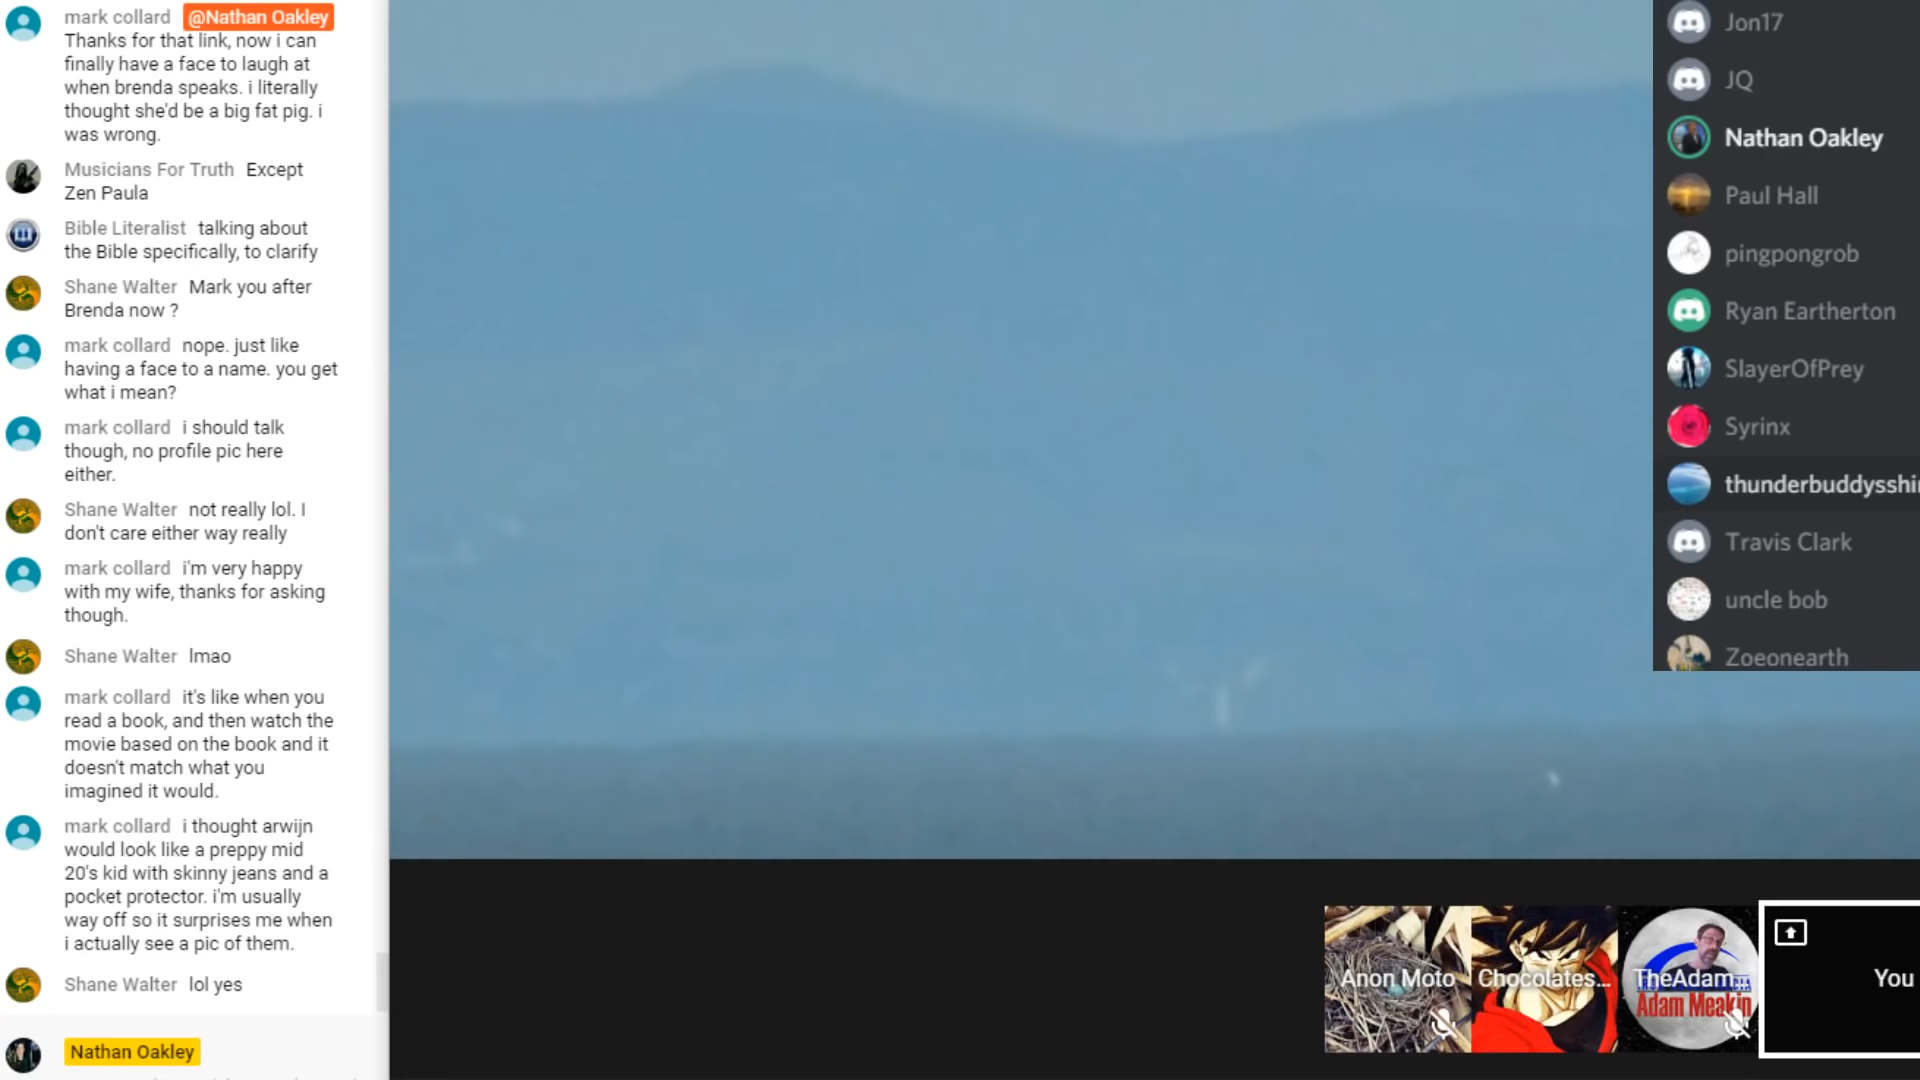 mark collard @Nathan Oakley
Thanks for that link, now i can
finally have a face to laugh at
when brenda speaks. i literally
thought she'd be a big fat pig. i
was wrong.
Musicians For Truth Except
Zen Paula
Bible Literalist talking about
the Bible specifically, to clarify
Shane Walter Mark you after
Brenda now ?
mark collard nope. just like
having a face to a name. you get
what i mean?
mark collard i should talk
though, no profile pic here
either.
Shane Walter not really lol. I
don't care either way really
mark collard i'm very happy
with my wife, thanks for asking
though.
Shane Walter lmao
mark collard it's like when you
read a book, and then watch the
movie based on the book and it
doesn't match what you
imagined it would.
mark collard i thought arwijn
would look like a preppy mid
20's kid with skinny jeans and a
pocket protector. i'm usually
way off so it surprises me when
i actually see a pic of them.
Shane Walter lol yes
Nathan Oakley
Jon17
JQ
Nathan Oakley
Paul Hall
pingpongrob
Ryan Eartherton
SlayerOfPrey
Syrinx
thunderbuddysshi
Travis Clark
uncle bob
Zoeonearth
Anon Moto
Chocolates...
TheAdam...
Adam Meakin
You